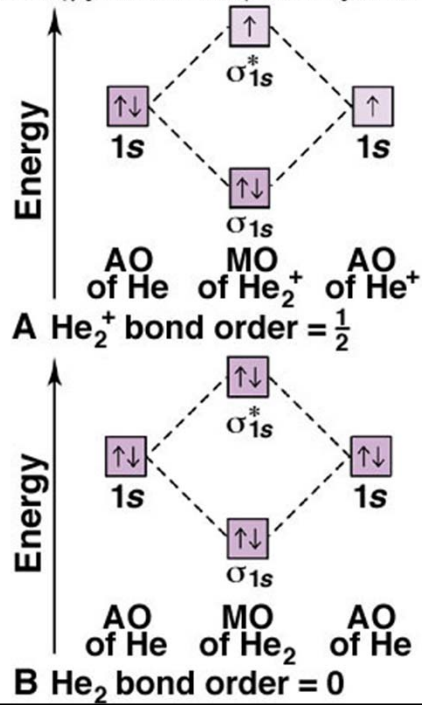 Energy
↑
σ*1s
↑↓
↑
1s
1s
↑↓
σ1s
AO of He
MO of He2+
AO of He+
A He2+ bond order = 1/2
Energy
↑↓
σ*1s
↑↓
↑↓
1s
1s
↑↓
σ1s
AO of He
MO of He2
AO of He
B He2 bond order = 0